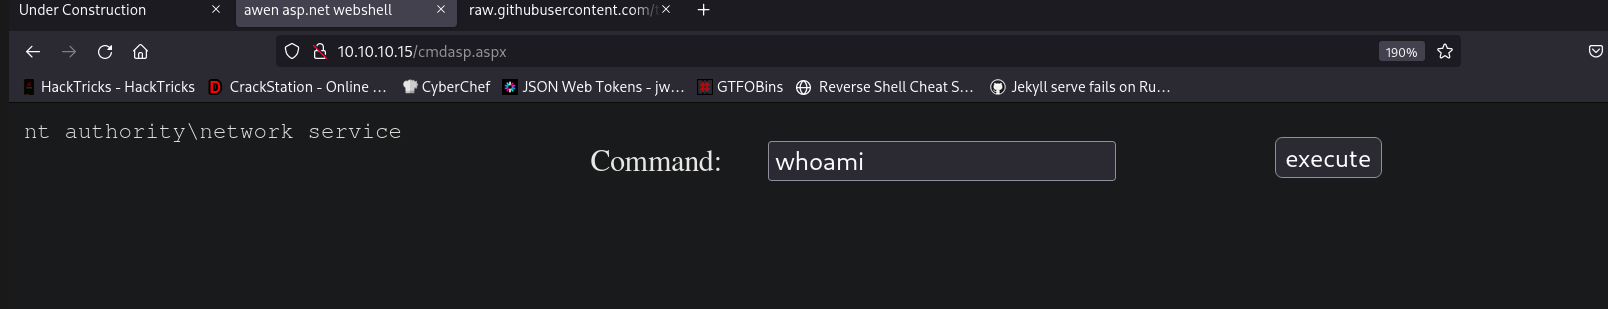 Under Construction
awen asp.net webshell
raw.githubusercontent.com/
10.10.10.15/cmdasp.aspx
190%
HackTricks - HackTricks
CrackStation - Online ...
CyberChef
JSON Web Tokens - jw...
GTFOBins
Reverse Shell Cheat S...
Jekyll serve fails on Ru...
nt authority\network service
Command:
whoami
execute